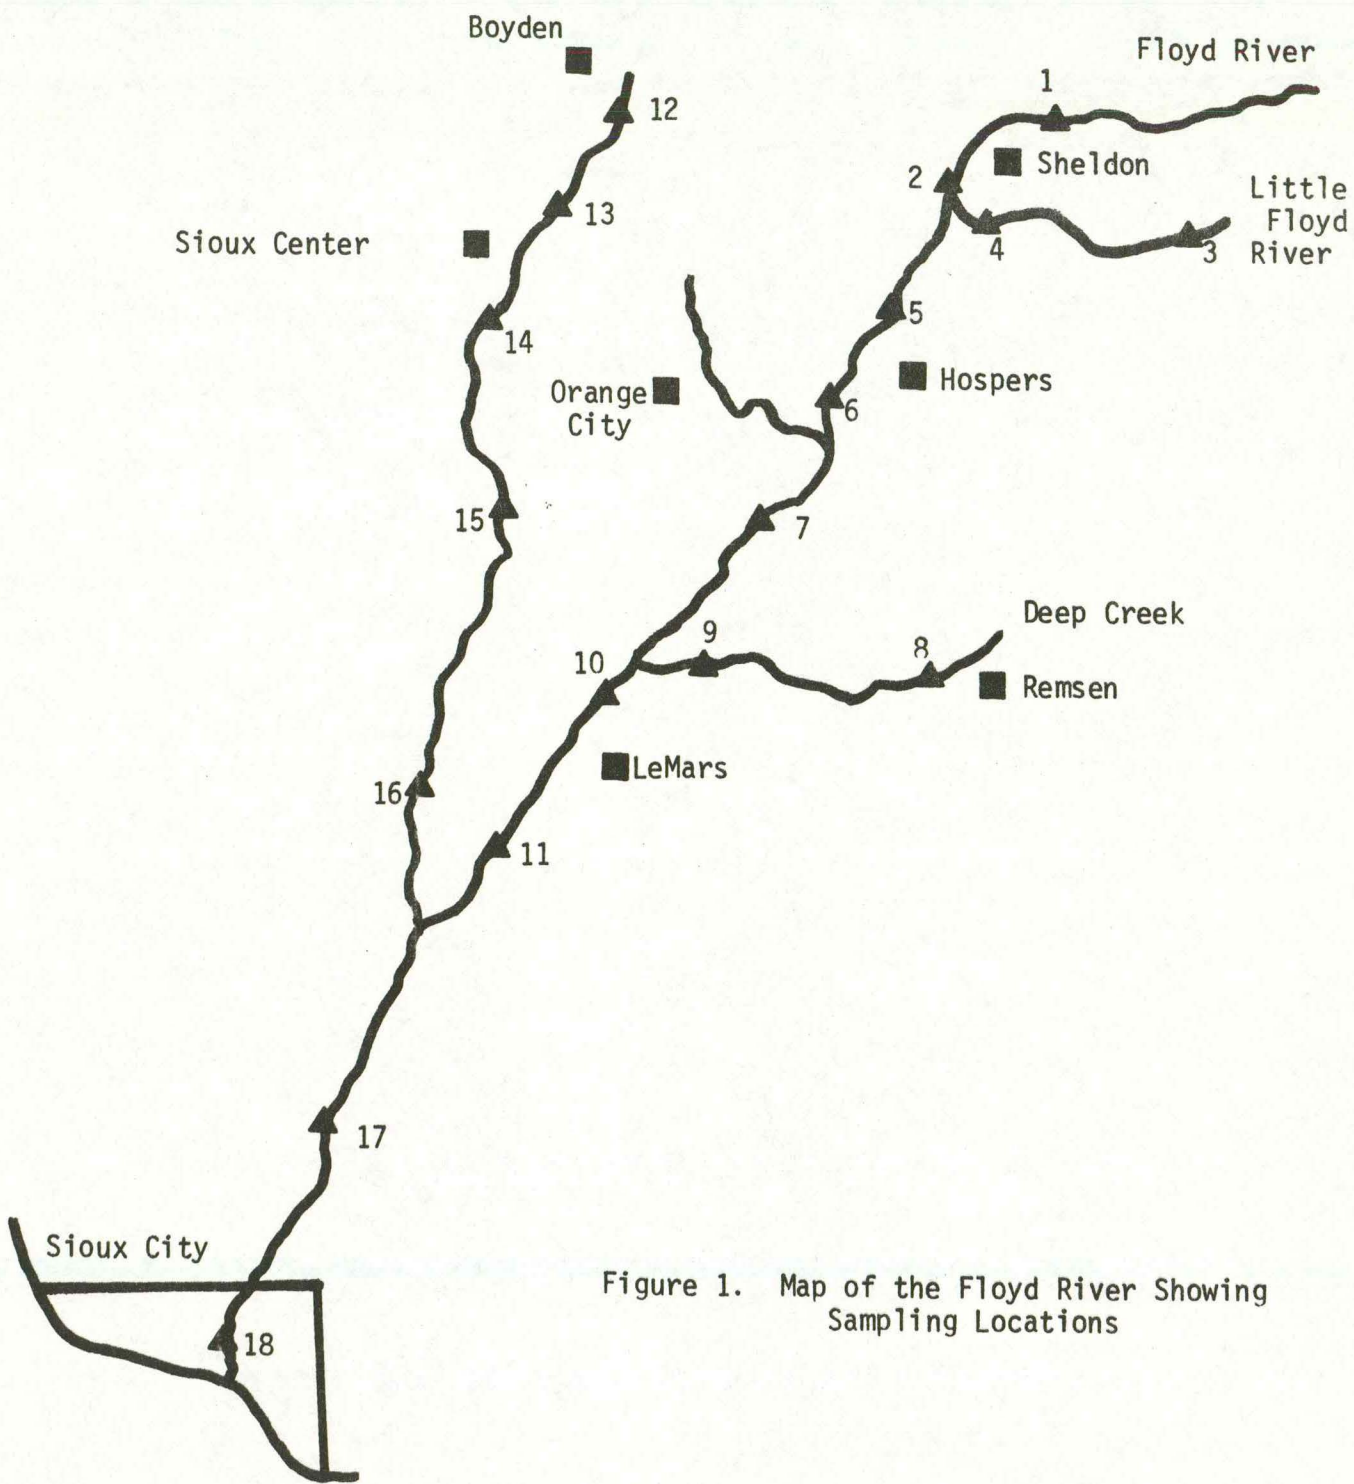 Boyden
Floyd River
1
12
Sheldon
2
Little
Floyd
River
13
Sioux Center
4
3
5
14
Hospers
Orange
City
6
15
7
Deep Creek
9
8
10
Remsen
LeMars
16
11
17
Sioux City
Figure 1. Map of the Floyd River Showing
Sampling Locations
18